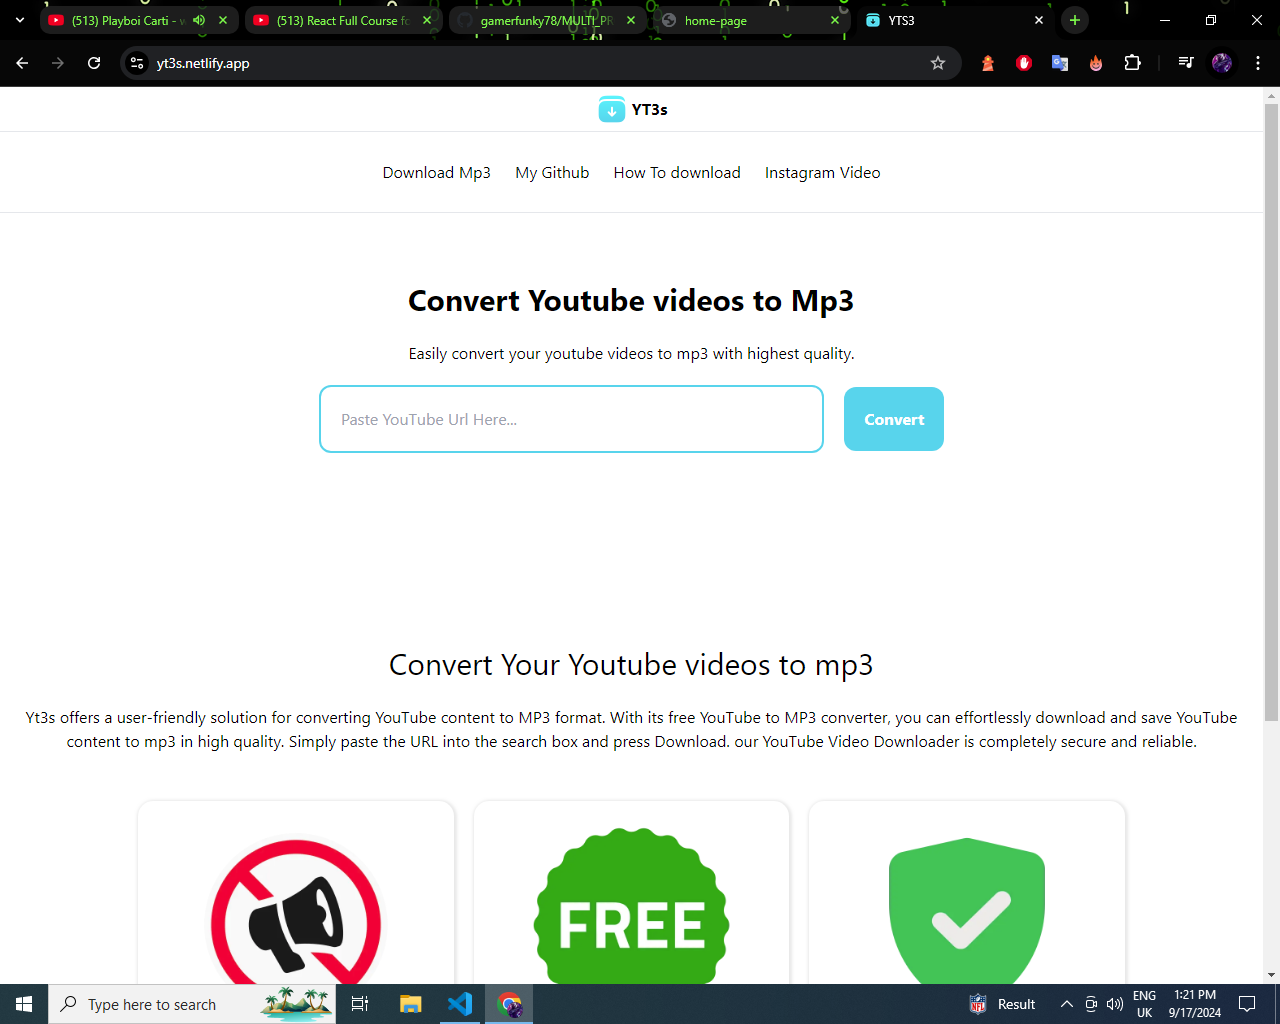 (513) Playboi Carti -
(513) React Full Course fo
gamerfunky78/MULTI_PR
home-page
YTS3
yt3s.netlify.app
YT3s
Download Mp3
My Github
How To download
Instagram Video
Convert Youtube videos to Mp3
Easily convert your youtube videos to mp3 with highest quality.
Paste YouTube Url Here...
Convert
Convert Your Youtube videos to mp3
Yt3s offers a user-friendly solution for converting YouTube content to MP3 format. With its free YouTube to MP3 converter, you can effortlessly download and save YouTube
content to mp3 in high quality. Simply paste the URL into the search box and press Download. our YouTube Video Downloader is completely secure and reliable.
FREE
Type here to search
Result
ENG
UK
1:21 PM
9/17/2024